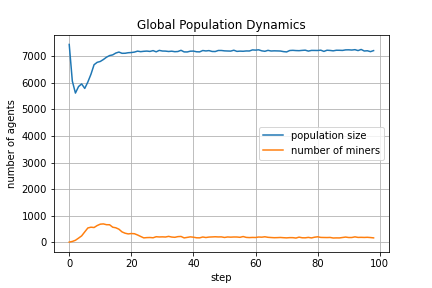 Global Population Dynamics
number of agents
7000
6000
5000
4000
3000
2000
1000
0
population size
number of miners
0
20
40
60
80
100
step